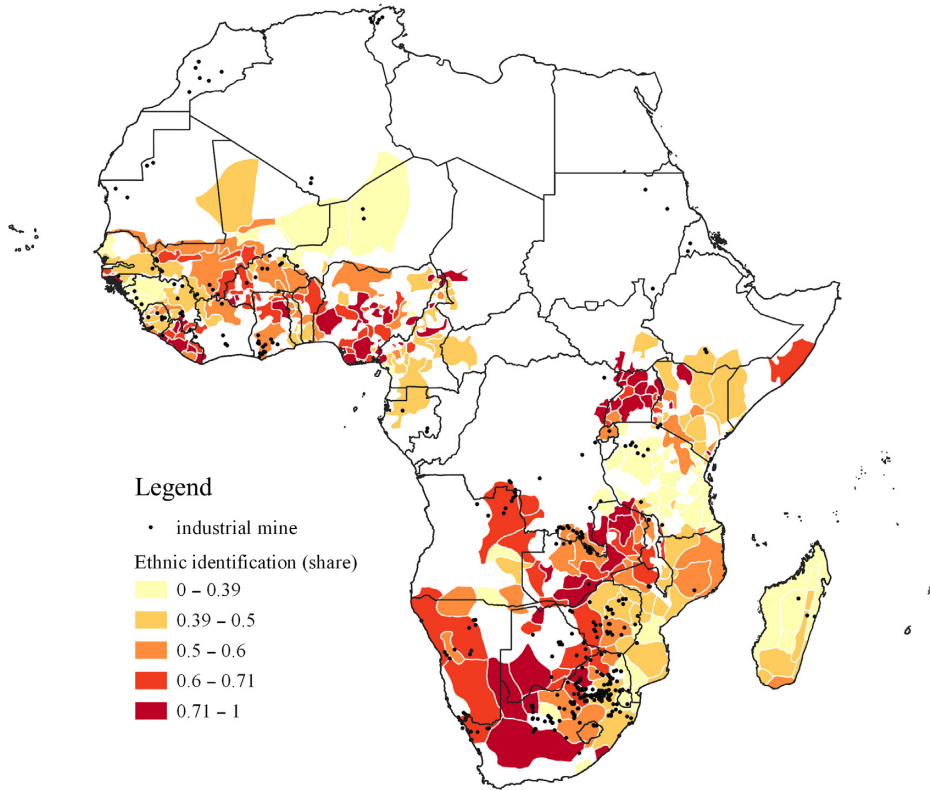 Legend
industrial mine
Ethnic identification (share)
0 – 0.39
0.39 – 0.5
0.5 – 0.6
0.6 – 0.71
0.71 – 1